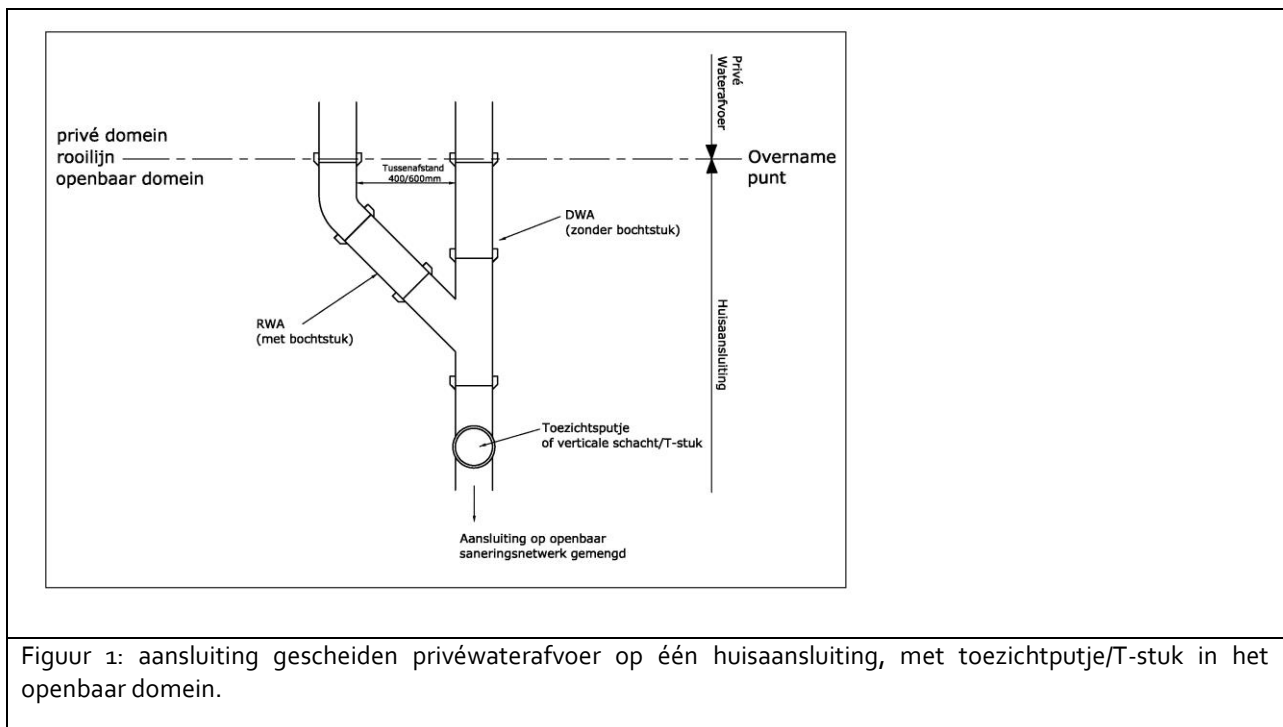 Privé
Waterafvoer
privé domein
rooilijn
openbaar domein
Overname
punt
Tussenafstand
400/600mm
DWA
(zonder bochtstuk)
RWA
(met bochtstuk)
Huisaansluiting
Toezichtsputje
of verticale schacht/T-stuk
Aansluiting op openbaar
saneringsnetwerk gemengd
Figuur 1: aansluiting gescheiden privéwaterafvoer op één huisaansluiting, met toezichtputje/T-stuk in het
openbaar domein.